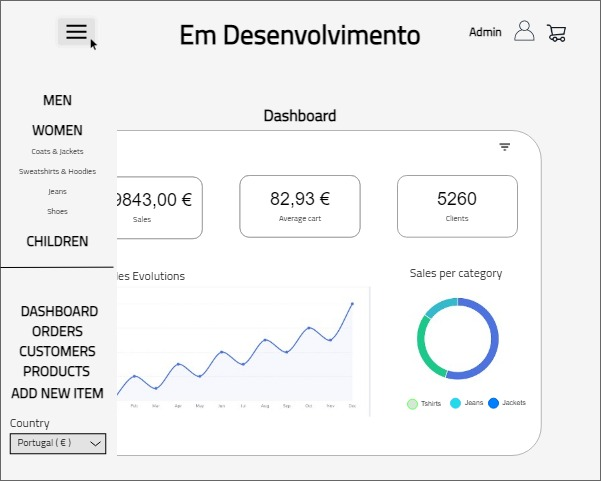 Em Desenvolvimento
Admin
MEN
WOMEN
Coats & Jackets
Sweatshirts & Hoodies
Jeans
Shoes
CHILDREN
DASHBOARD
ORDERS
CUSTOMERS
PRODUCTS
ADD NEW ITEM
Country
Portugal ( € )
Dashboard
9843,00 €
Sales
82,93 €
Average cart
5260
Clients
les Evolutions
Feb Mar Apr May Jun Jul Aug Sep Oct Nov Dec
Sales per category
Tshirts Jeans Jackets